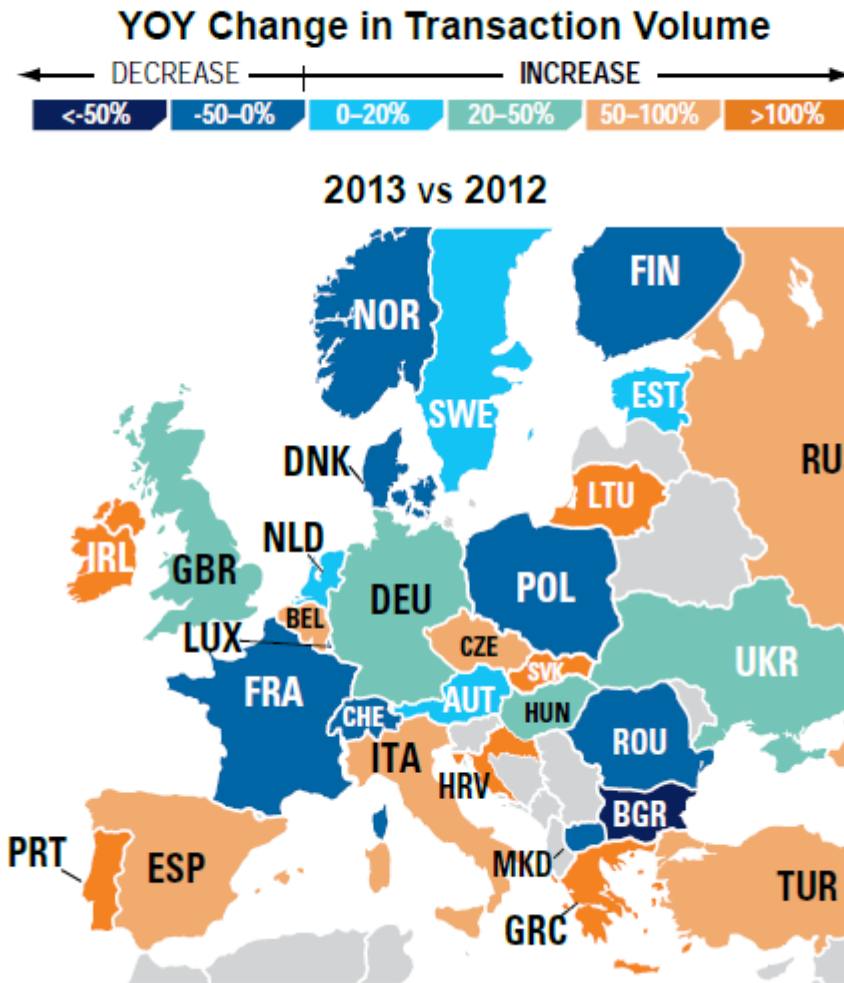 YOY Change in Transaction Volume
DECREASE INCREASE
<-50% -50–0% 0–20% 20–50% 50–100% >100%
2013 vs 2012
FIN
NOR
EST
SWE
RU
DNK
LTU
NLD
IRL
GBR
DEU
POL
BEL
LUX
CZE
UKR
SVK
FRA
AUT
CHE
HUN
ROU
ITA
HRV
BGR
PRT
ESP
MKD
TUR
GRC